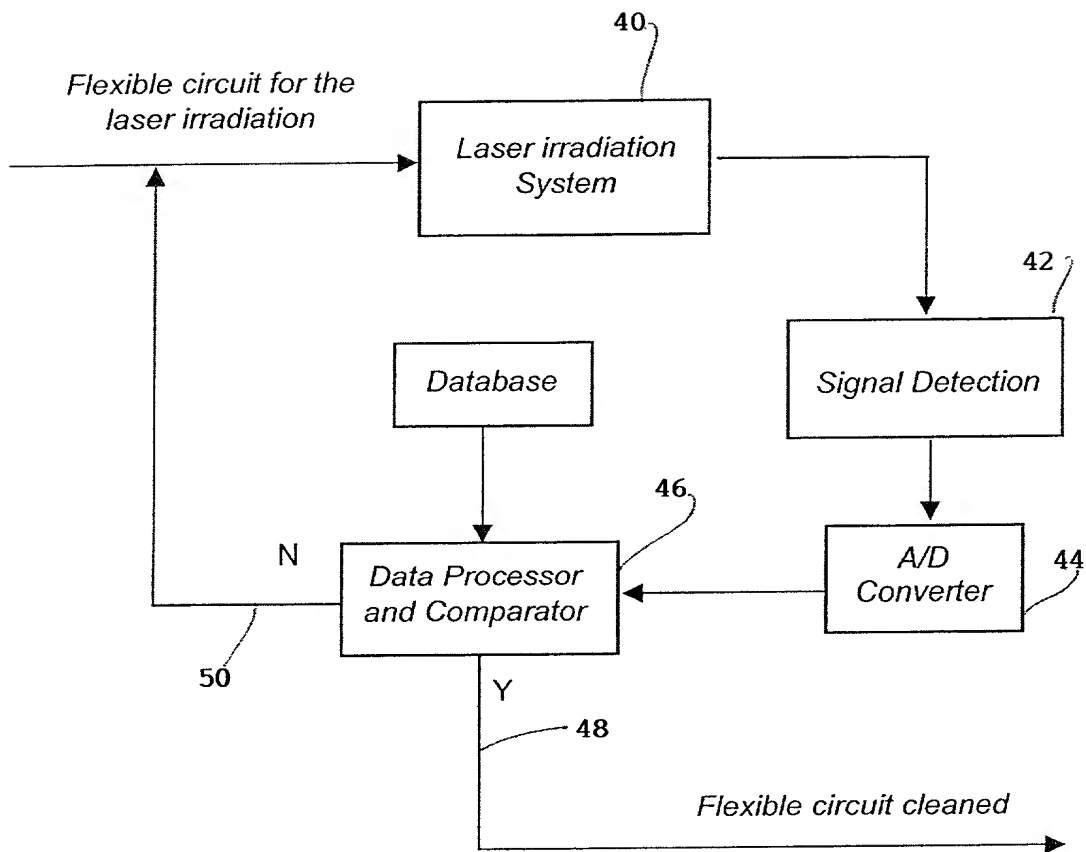 40
Flexible circuit for the
laser irradiation
Laser irradiation
System
42
Signal Detection
Database
46
A/D
Converter
44
N
Data Processor
and Comparator
50
Y
48
Flexible circuit cleaned